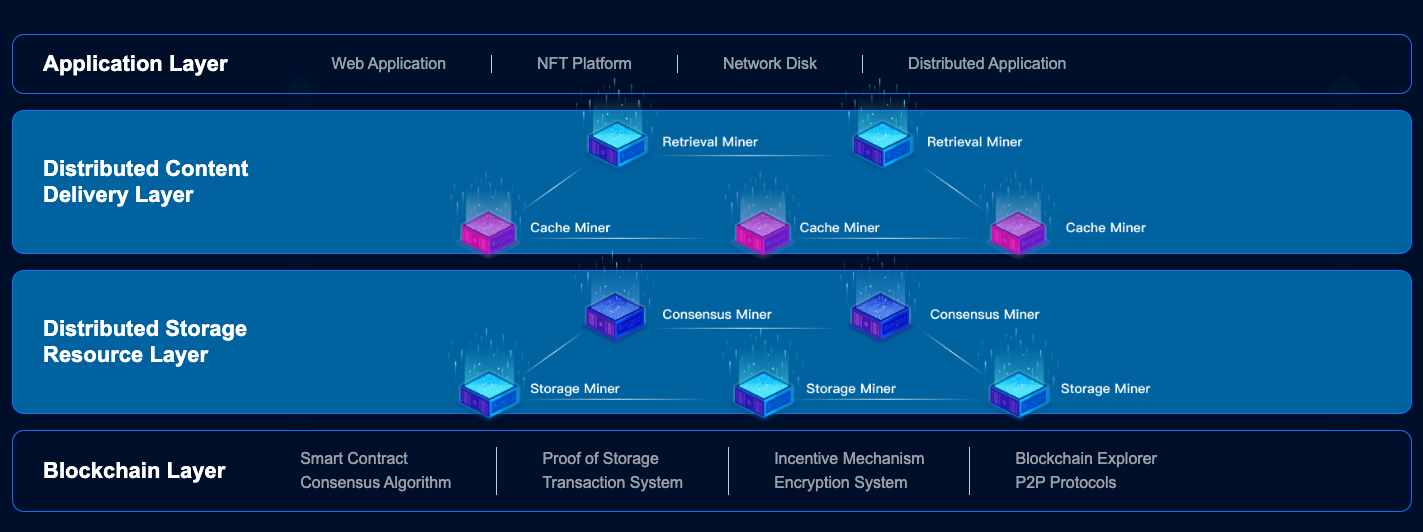 Application Layer
Web Application
NFT Platform
Network Disk
Distributed Application
Distributed Content
Delivery Layer
Retrieval Miner
Retrieval Miner
Cache Miner
Cache Miner
Cache Miner
Distributed Storage
Resource Layer
Consensus Miner
Consensus Miner
Storage Miner
Storage Miner
Storage Miner
Blockchain Layer
Smart Contract
Consensus Algorithm
Proof of Storage
Transaction System
Incentive Mechanism
Encryption System
Blockchain Explorer
P2P Protocols